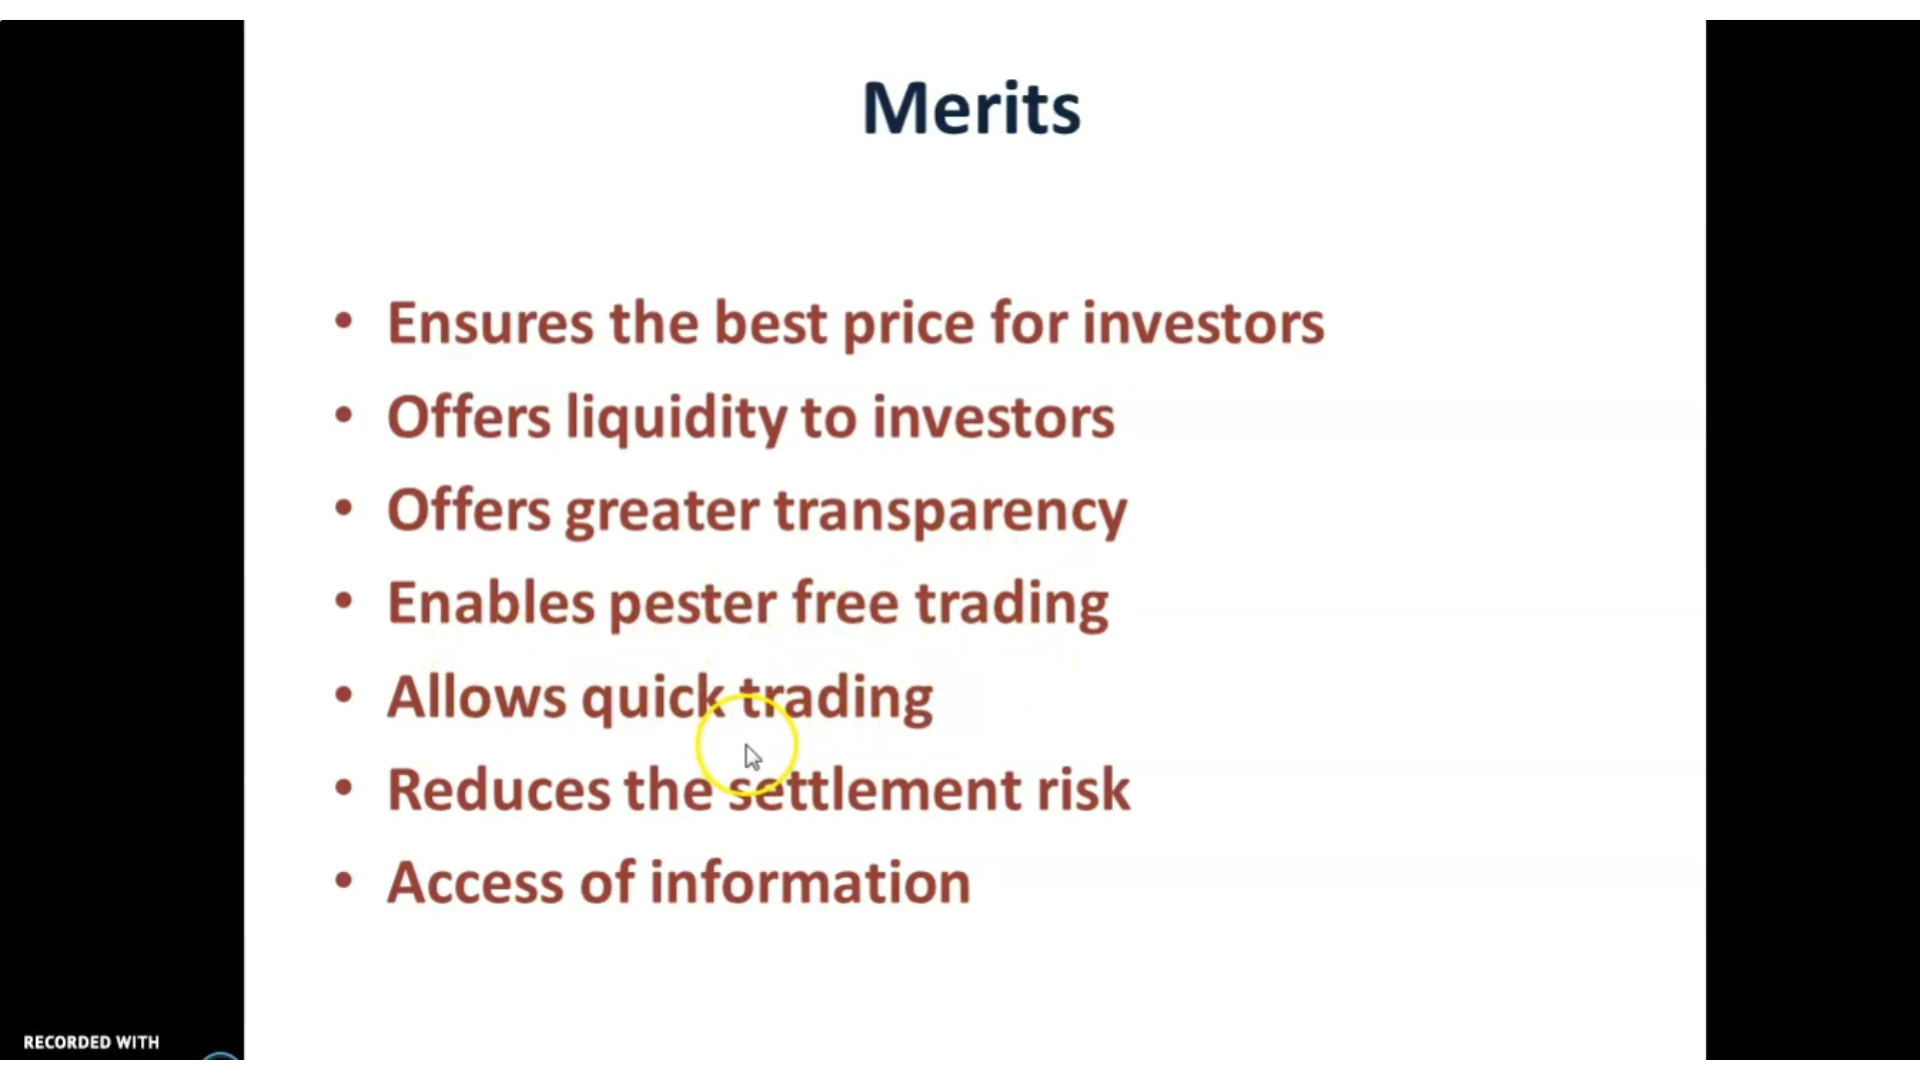 Merits
• Ensures the best price for investors
• Offers liquidity to investors
• Offers greater transparency
• Enables pester free trading
• Allows quick trading
• Reduces the settlement risk
• Access of information
RECORDED WITH